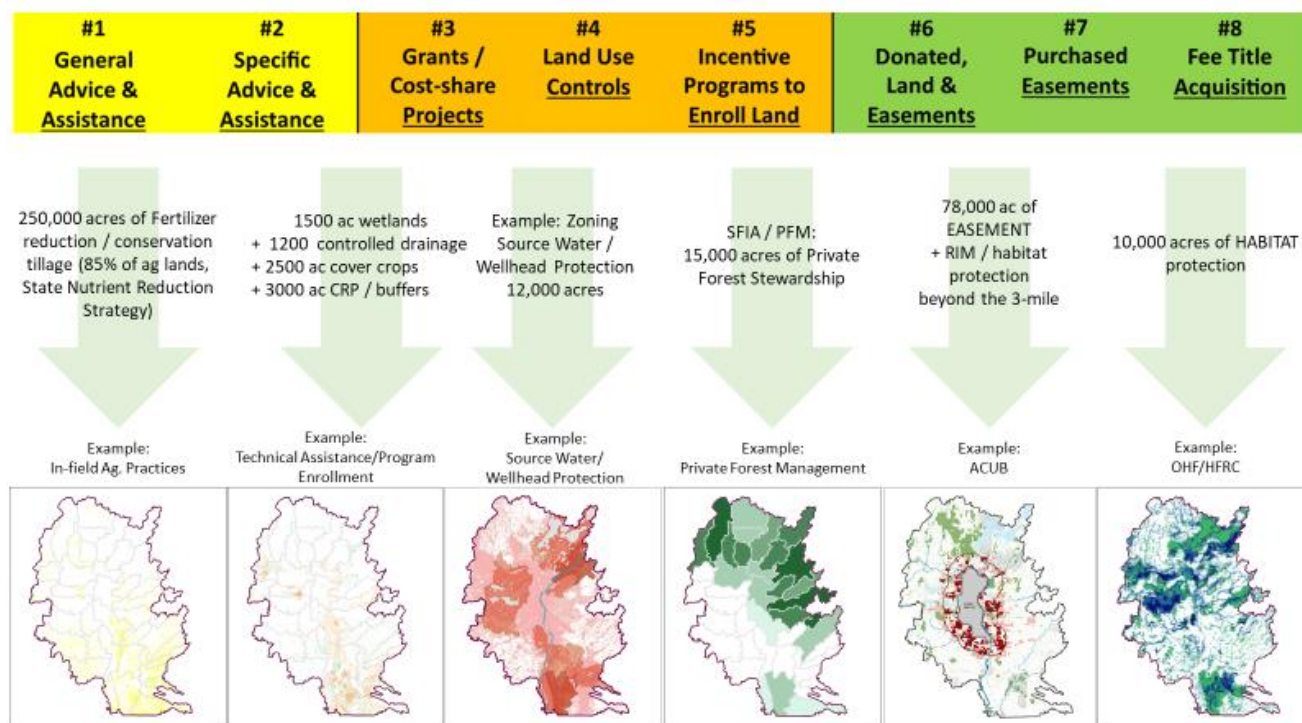 #1
General
Advice &
Assistance
#2
Specific
Advice &
Assistance
#3
Grants /
Cost-share
Projects
#4
Land Use
Controls
#5
Incentive
Programs to
Enroll Land
#6
Donated,
Land &
Easements
#7
Purchased
Easements
#8
Fee Title
Acquisition
250,000 acres of Fertilizer
reduction / conservation
tillage (85% of ag lands,
State Nutrient Reduction
Strategy)
1500 ac wetlands
+ 1200 controlled drainage
+ 2500 ac cover crops
+ 3000 ac CRP / buffers
Example: Zoning
Source Water /
Wellhead Protection
12,000 acres
SFIA / PFM:
15,000 acres of Private
Forest Stewardship
78,000 ac of
EASEMENT
+ RIM / habitat
protection
beyond the 3-mile
10,000 acres of HABITAT
protection
Example:
In-field Ag. Practices
Example:
Technical Assistance/Program
Enrollment
Example:
Source Water/
Wellhead Protection
Example:
Private Forest Management
Example:
ACUB
Example:
OHF/HFRC